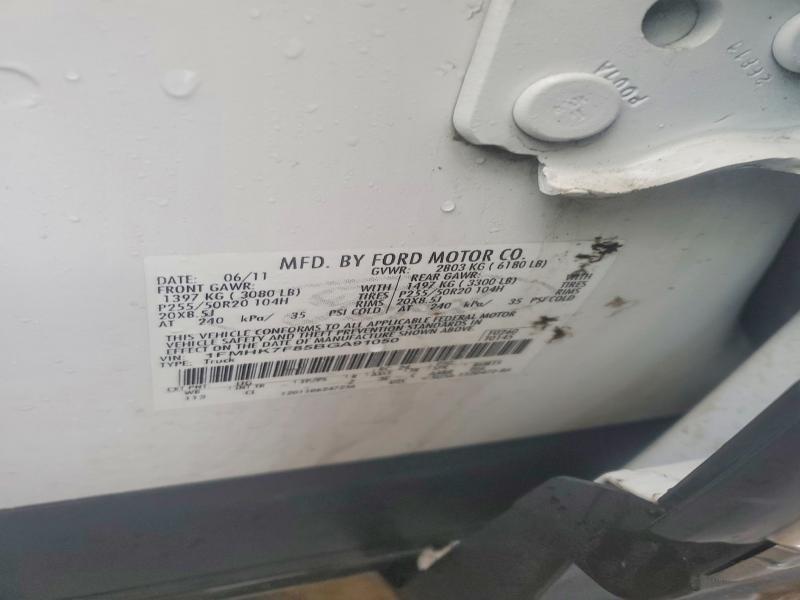 MFD. BY FORD MOTOR CO.
DATE: 06/11 GVWR: 2803 KG ( 6180 LB)
FRONT GAWR: REAR GAWR:
1397 KG ( 3080 LB) WITH 1497 KG ( 3300 LB) WITH
P255/50R20 104H TIRES P255/50R20 104H TIRES
20X8.5J RIMS 20X8.5J RIMS
AT 240 kPa/ 35 PSI COLD AT 240 kPa/ 35 PSI COLD
THIS VEHICLE CONFORMS TO ALL APPLICABLE FEDERAL MOTOR
VEHICLE SAFETY AND THEFT PREVENTION STANDARDS IN
EFFECT ON THE DATE OF MANUFACTURE SHOWN ABOVE.
VIN: 1FMHK7F85BGA91050
TYPE: Truck
EXT PNT
113